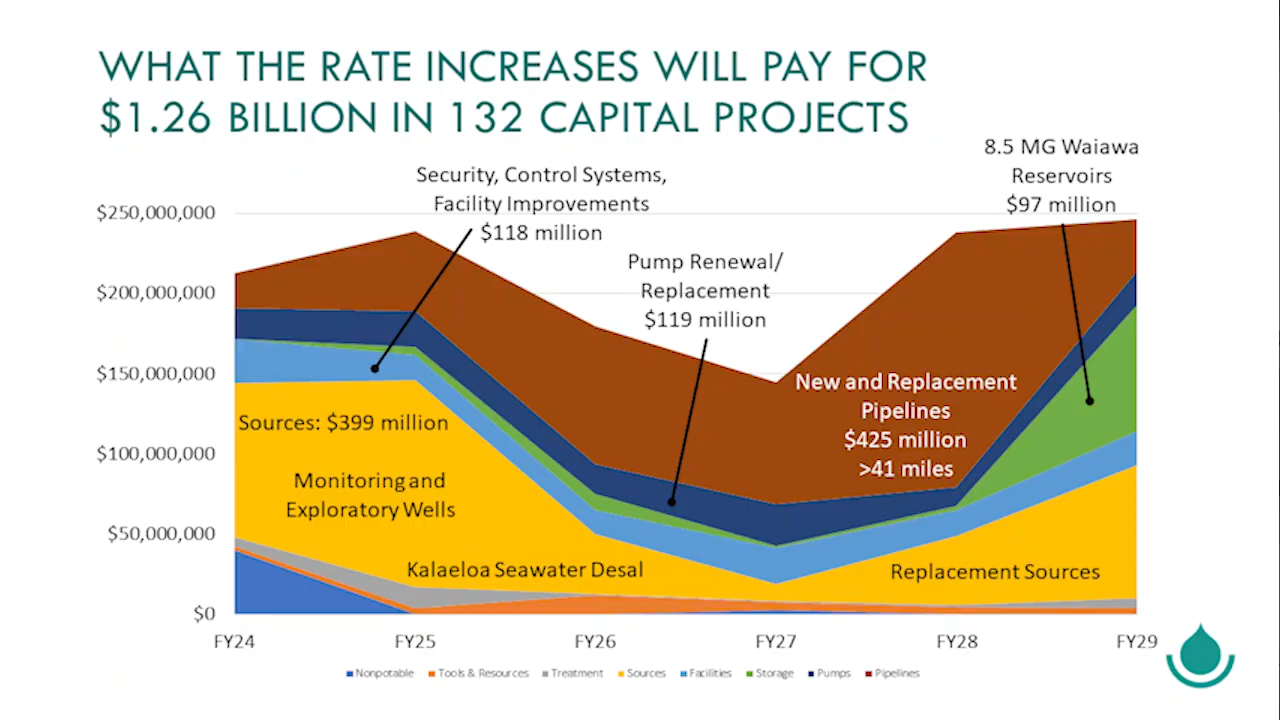 WHAT THE RATE INCREASES WILL PAY FOR
$1.26 BILLION IN 132 CAPITAL PROJECTS
8.5 MG Waiawa
Reservoirs
$97 million
Security, Control Systems,
Facility Improvements
$118 million
Pump Renewal/
Replacement
$119 million
$250,000,000
$200,000,000
$150,000,000
$100,000,000
$50,000,000
$0
New and Replacement
Pipelines
$425 million
>41 miles
Sources: $399 million
Monitoring and
Exploratory Wells
Kalaeloa Seawater Desal
Replacement Sources
FY24 FY25 FY26 FY27 FY28 FY29
Nonpotable Tools & Resources Treatment Sources Facilities Storage Pumps Pipelines